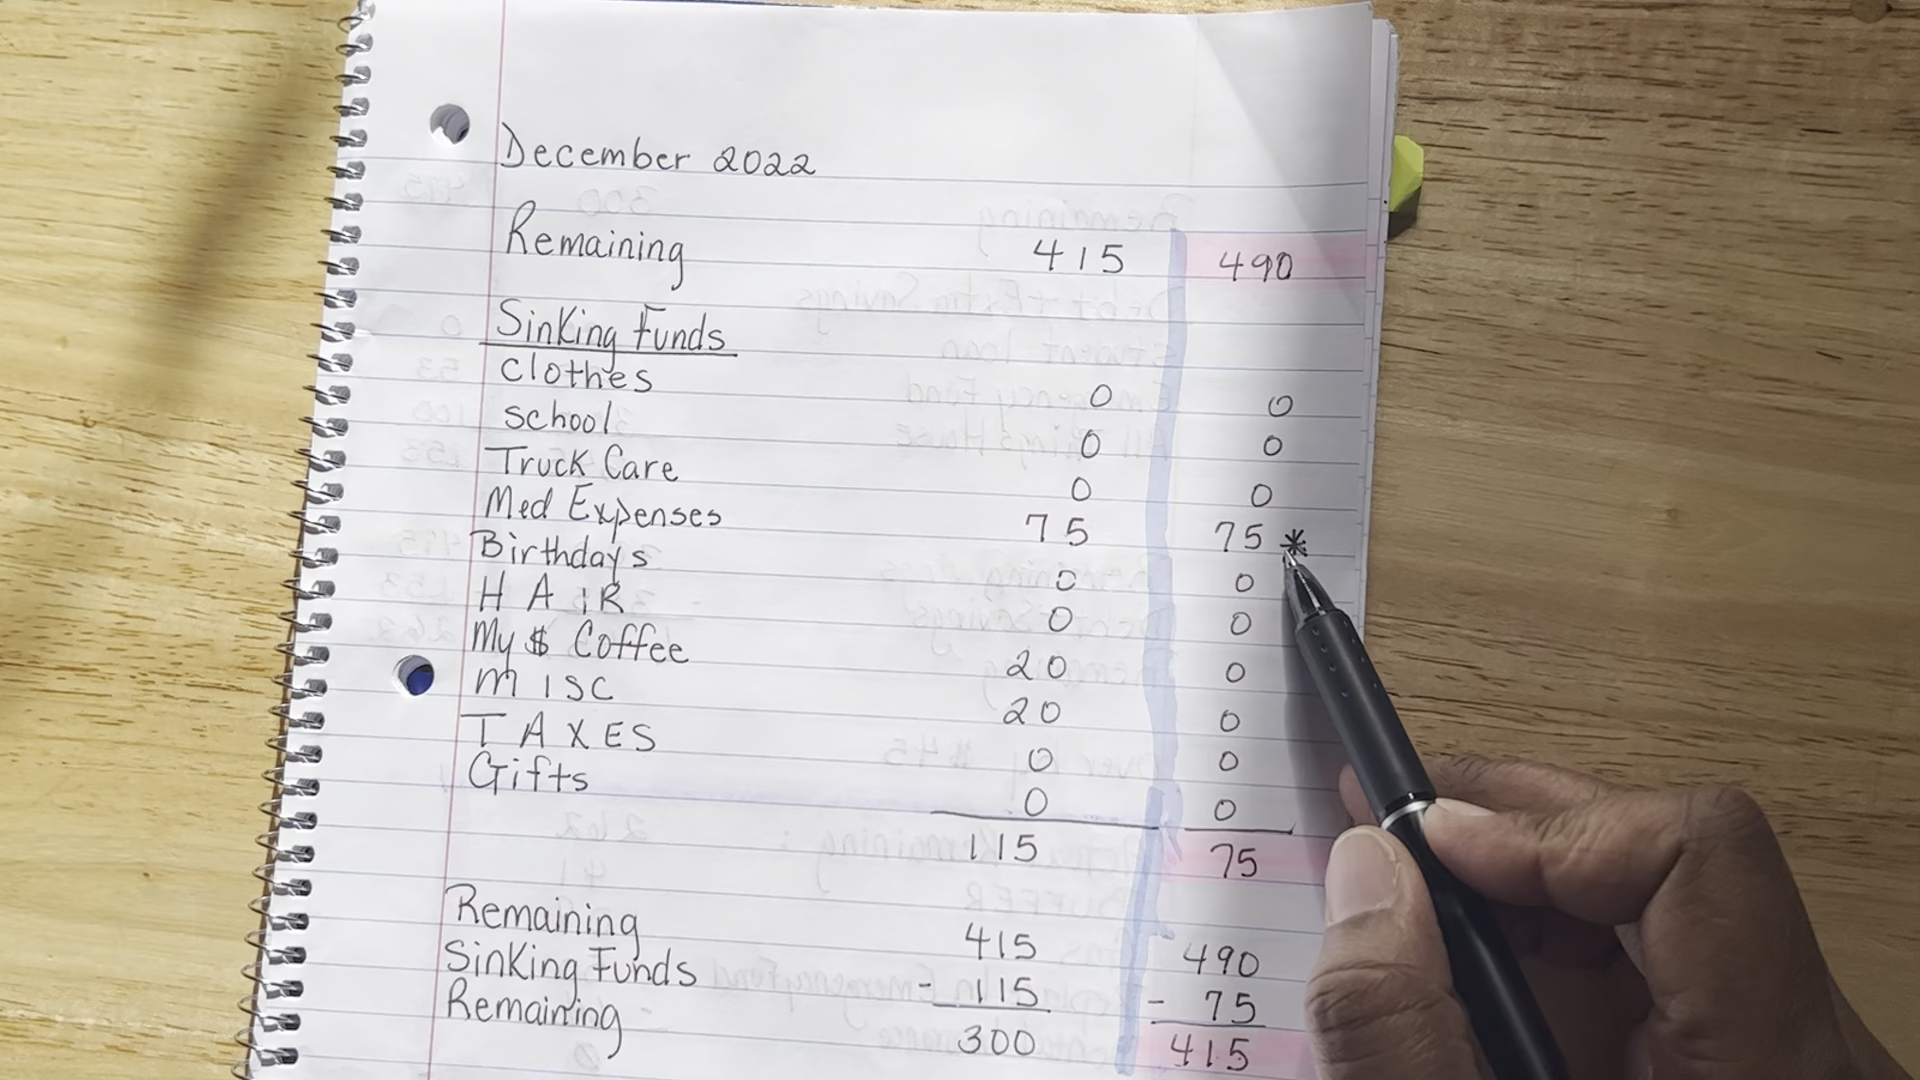 December 2022
Remaining 415 490
Sinking Funds
Clothes 0 0
School 0 0
Truck Care 0 0
Med Expenses 75 75 *
Birthdays 0 0
HAIR 0 0
My $ Coffee 20 0
MISC 20 0
TAXES 0 0
Gifts 0 0
115 75
Remaining 415 490
Sinking Funds - 115 - 75
Remaining 300 415